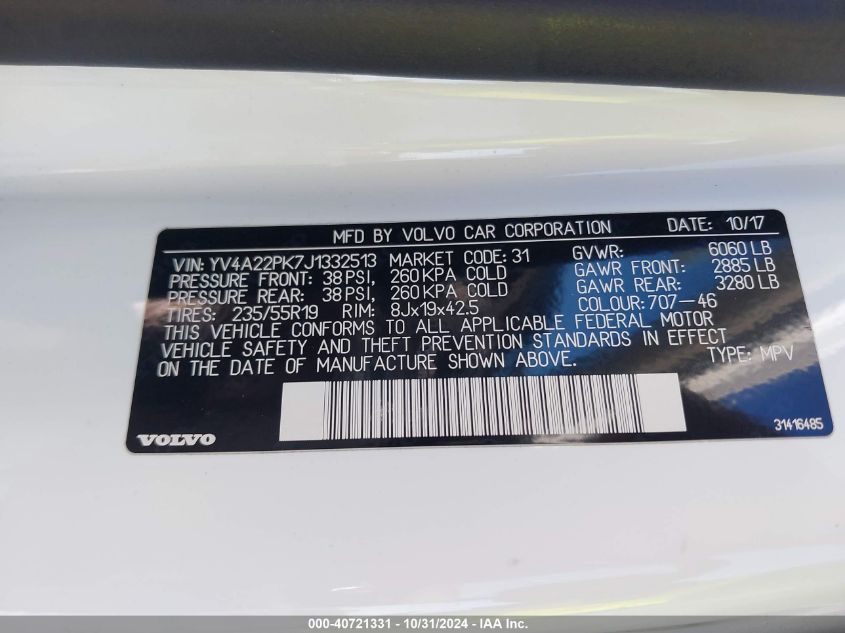 MFD BY VOLVO CAR CORPORATION DATE: 10/17
VIN: YV4A22PK7J1332513 MARKET CODE: 31 GVWR: 6060 LB
PRESSURE FRONT: 38 PSI, 260 KPA COLD GAWR FRONT: 2885 LB
PRESSURE REAR: 38 PSI, 260 KPA COLD GAWR REAR: 3280 LB
TIRES: 235/55R19 RIM: 8Jx19x42.5 COLOUR: 707-46
THIS VEHICLE CONFORMS TO ALL APPLICABLE FEDERAL MOTOR
VEHICLE SAFETY AND THEFT PREVENTION STANDARDS IN EFFECT
ON THE DATE OF MANUFACTURE SHOWN ABOVE. TYPE: MPV
VOLVO 31416485
000-40721331 - 10/31/2024 - IAA Inc.